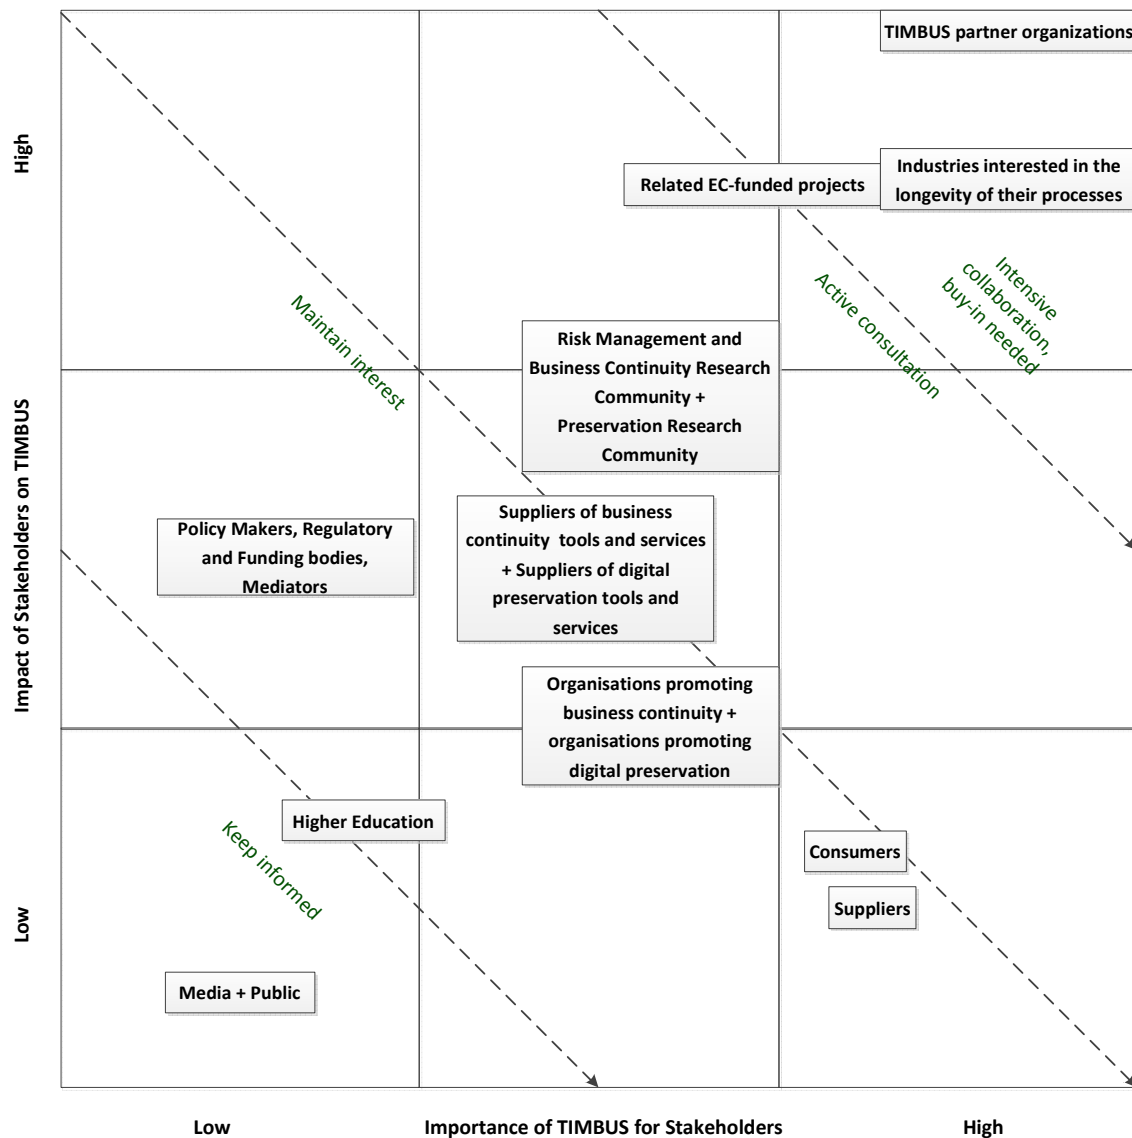 TIMBUS partner organizations
High
Industries interested in the
longevity of their processes
Related EC-funded projects
Intensive
collaboration,
buy-in needed
Active consultation
Maintain interest
Risk Management and
Business Continuity Research
Community +
Preservation Research
Community
Impact of Stakeholders on TIMBUS
Policy Makers, Regulatory
and Funding bodies,
Mediators
Suppliers of business
continuity tools and services
+ Suppliers of digital
preservation tools and
services
Organisations promoting
business continuity +
organisations promoting
digital preservation
Higher Education
Keep informed
Consumers
Suppliers
Low
Media + Public
Low
Importance of TIMBUS for Stakeholders
High